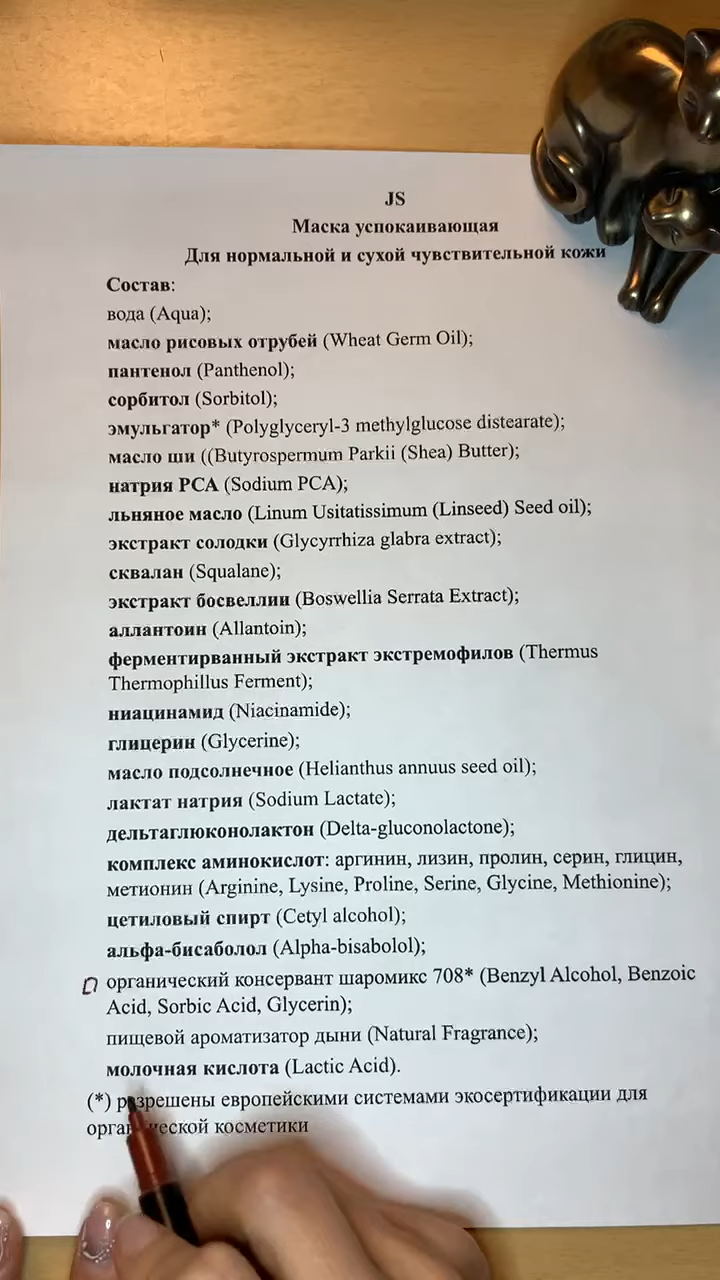 JS
Маска успокаивающая
Для нормальной и сухой чувствительной кожи
Состав:
вода (Aqua);
масло рисовых отрубей (Wheat Germ Oil);
пантенол (Panthenol);
сорбитол (Sorbitol);
эмульгатор* (Polyglyceryl-3 methylglucose distearate);
масло ши ((Butyrospermum Parkii (Shea) Butter);
натрия PCA (Sodium PCA);
льняное масло (Linum Usitatissimum (Linseed) Seed oil);
экстракт солодки (Glycyrrhiza glabra extract);
сквалан (Squalane);
экстракт босвеллии (Boswellia Serrata Extract);
аллантоин (Allantoin);
ферментирванный экстракт экстремофилов (Thermus
Thermophillus Ferment);
ниацинамид (Niacinamide);
глицерин (Glycerine);
масло подсолнечное (Helianthus annuus seed oil);
лактат натрия (Sodium Lactate);
дельтаглюконолактон (Delta-gluconolactone);
комплекс аминокислот: аргинин, лизин, пролин, серин, глицин,
метионин (Arginine, Lysine, Proline, Serine, Glycine, Methionine);
цетиловый спирт (Cetyl alcohol);
альфа-бисаболол (Alpha-bisabolol);
органический консервант шаромикс 708* (Benzyl Alcohol, Benzoic
Acid, Sorbic Acid, Glycerin);
пищевой ароматизатор дыни (Natural Fragrance);
молочная кислота (Lactic Acid).
(*) разрешены европейскими системами экосертификации для
органической косметики